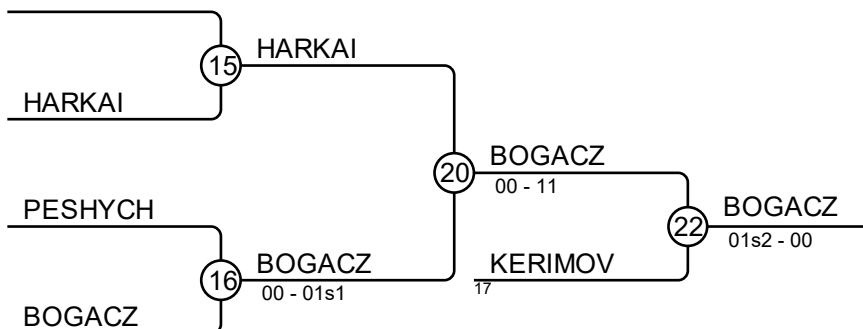 HARKAI
15
HARKAI
PESHYCH
16
BOGACZ
BOGACZ
00 - 01s1
20
BOGACZ
00 - 11
KERIMOV
17
22
BOGACZ
01s2 - 00